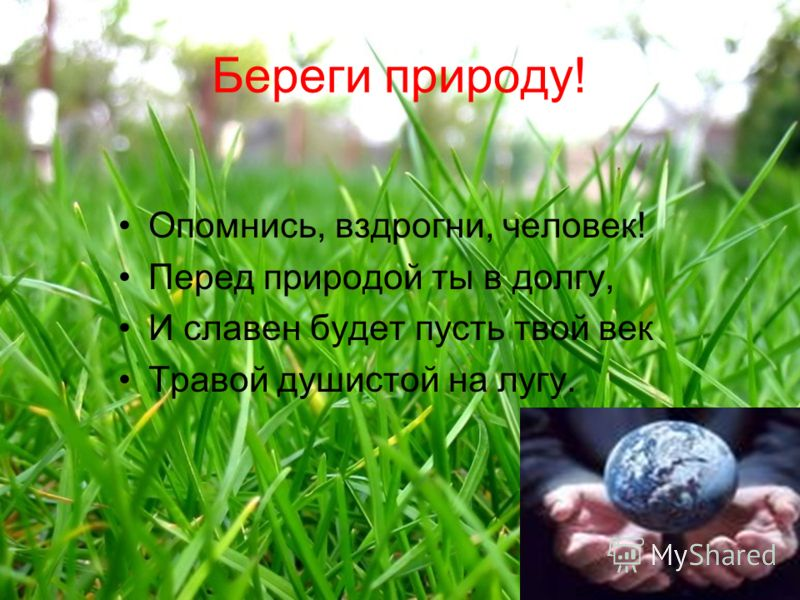 Береги природу!
• Опомнись, вздрогни, человек!
• Перед природой ты в долгу,
• И славен будет пусть твой век
• Травой душистой на лугу.
MyShared